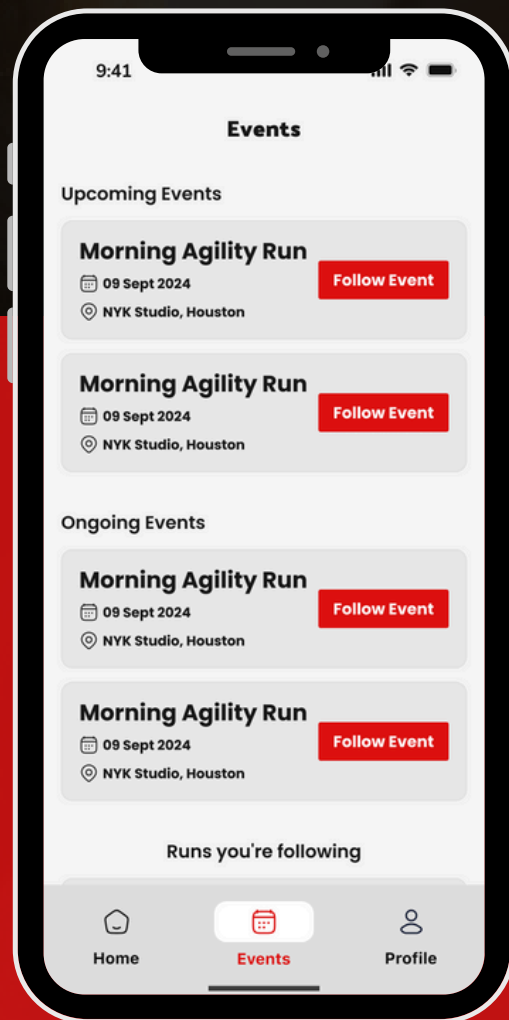 9:41
Events
Upcoming Events
Morning Agility Run
09 Sept 2024
Follow Event
NYK Studio, Houston
Morning Agility Run
09 Sept 2024
Follow Event
NYK Studio, Houston
Ongoing Events
Morning Agility Run
09 Sept 2024
Follow Event
NYK Studio, Houston
Morning Agility Run
09 Sept 2024
Follow Event
NYK Studio, Houston
Runs you're following
Home
Events
Profile